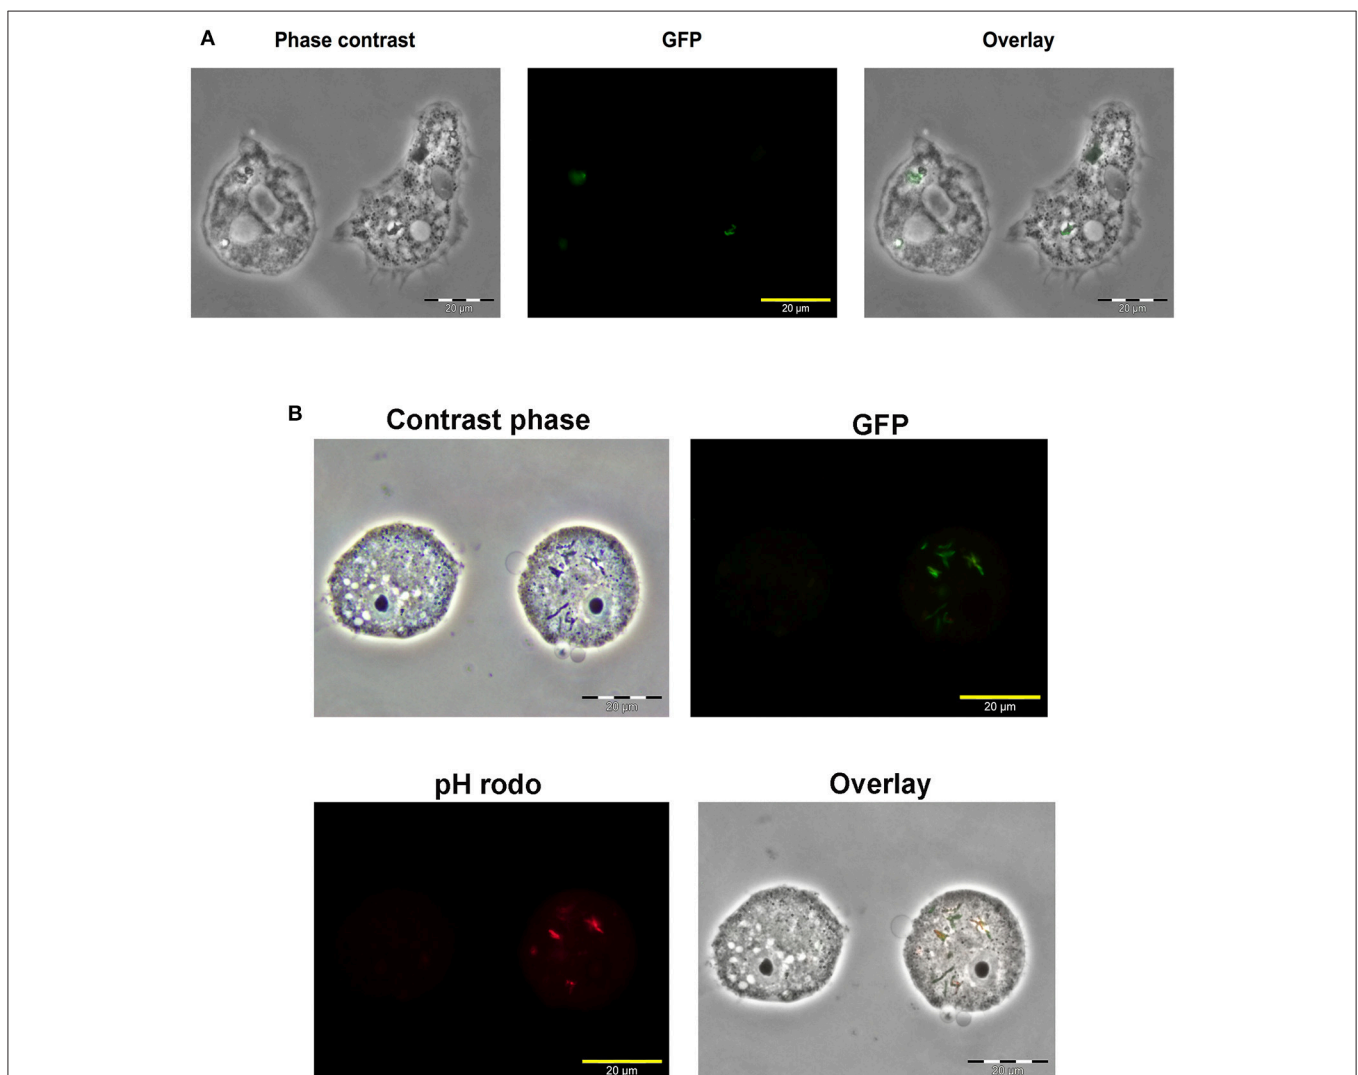 A
Phase contrast
GFP
Overlay
20 µm
20 µm
20 µm
B
Contrast phase
GFP
20 µm
20 µm
pH rodo
Overlay
20 µm
20 µm